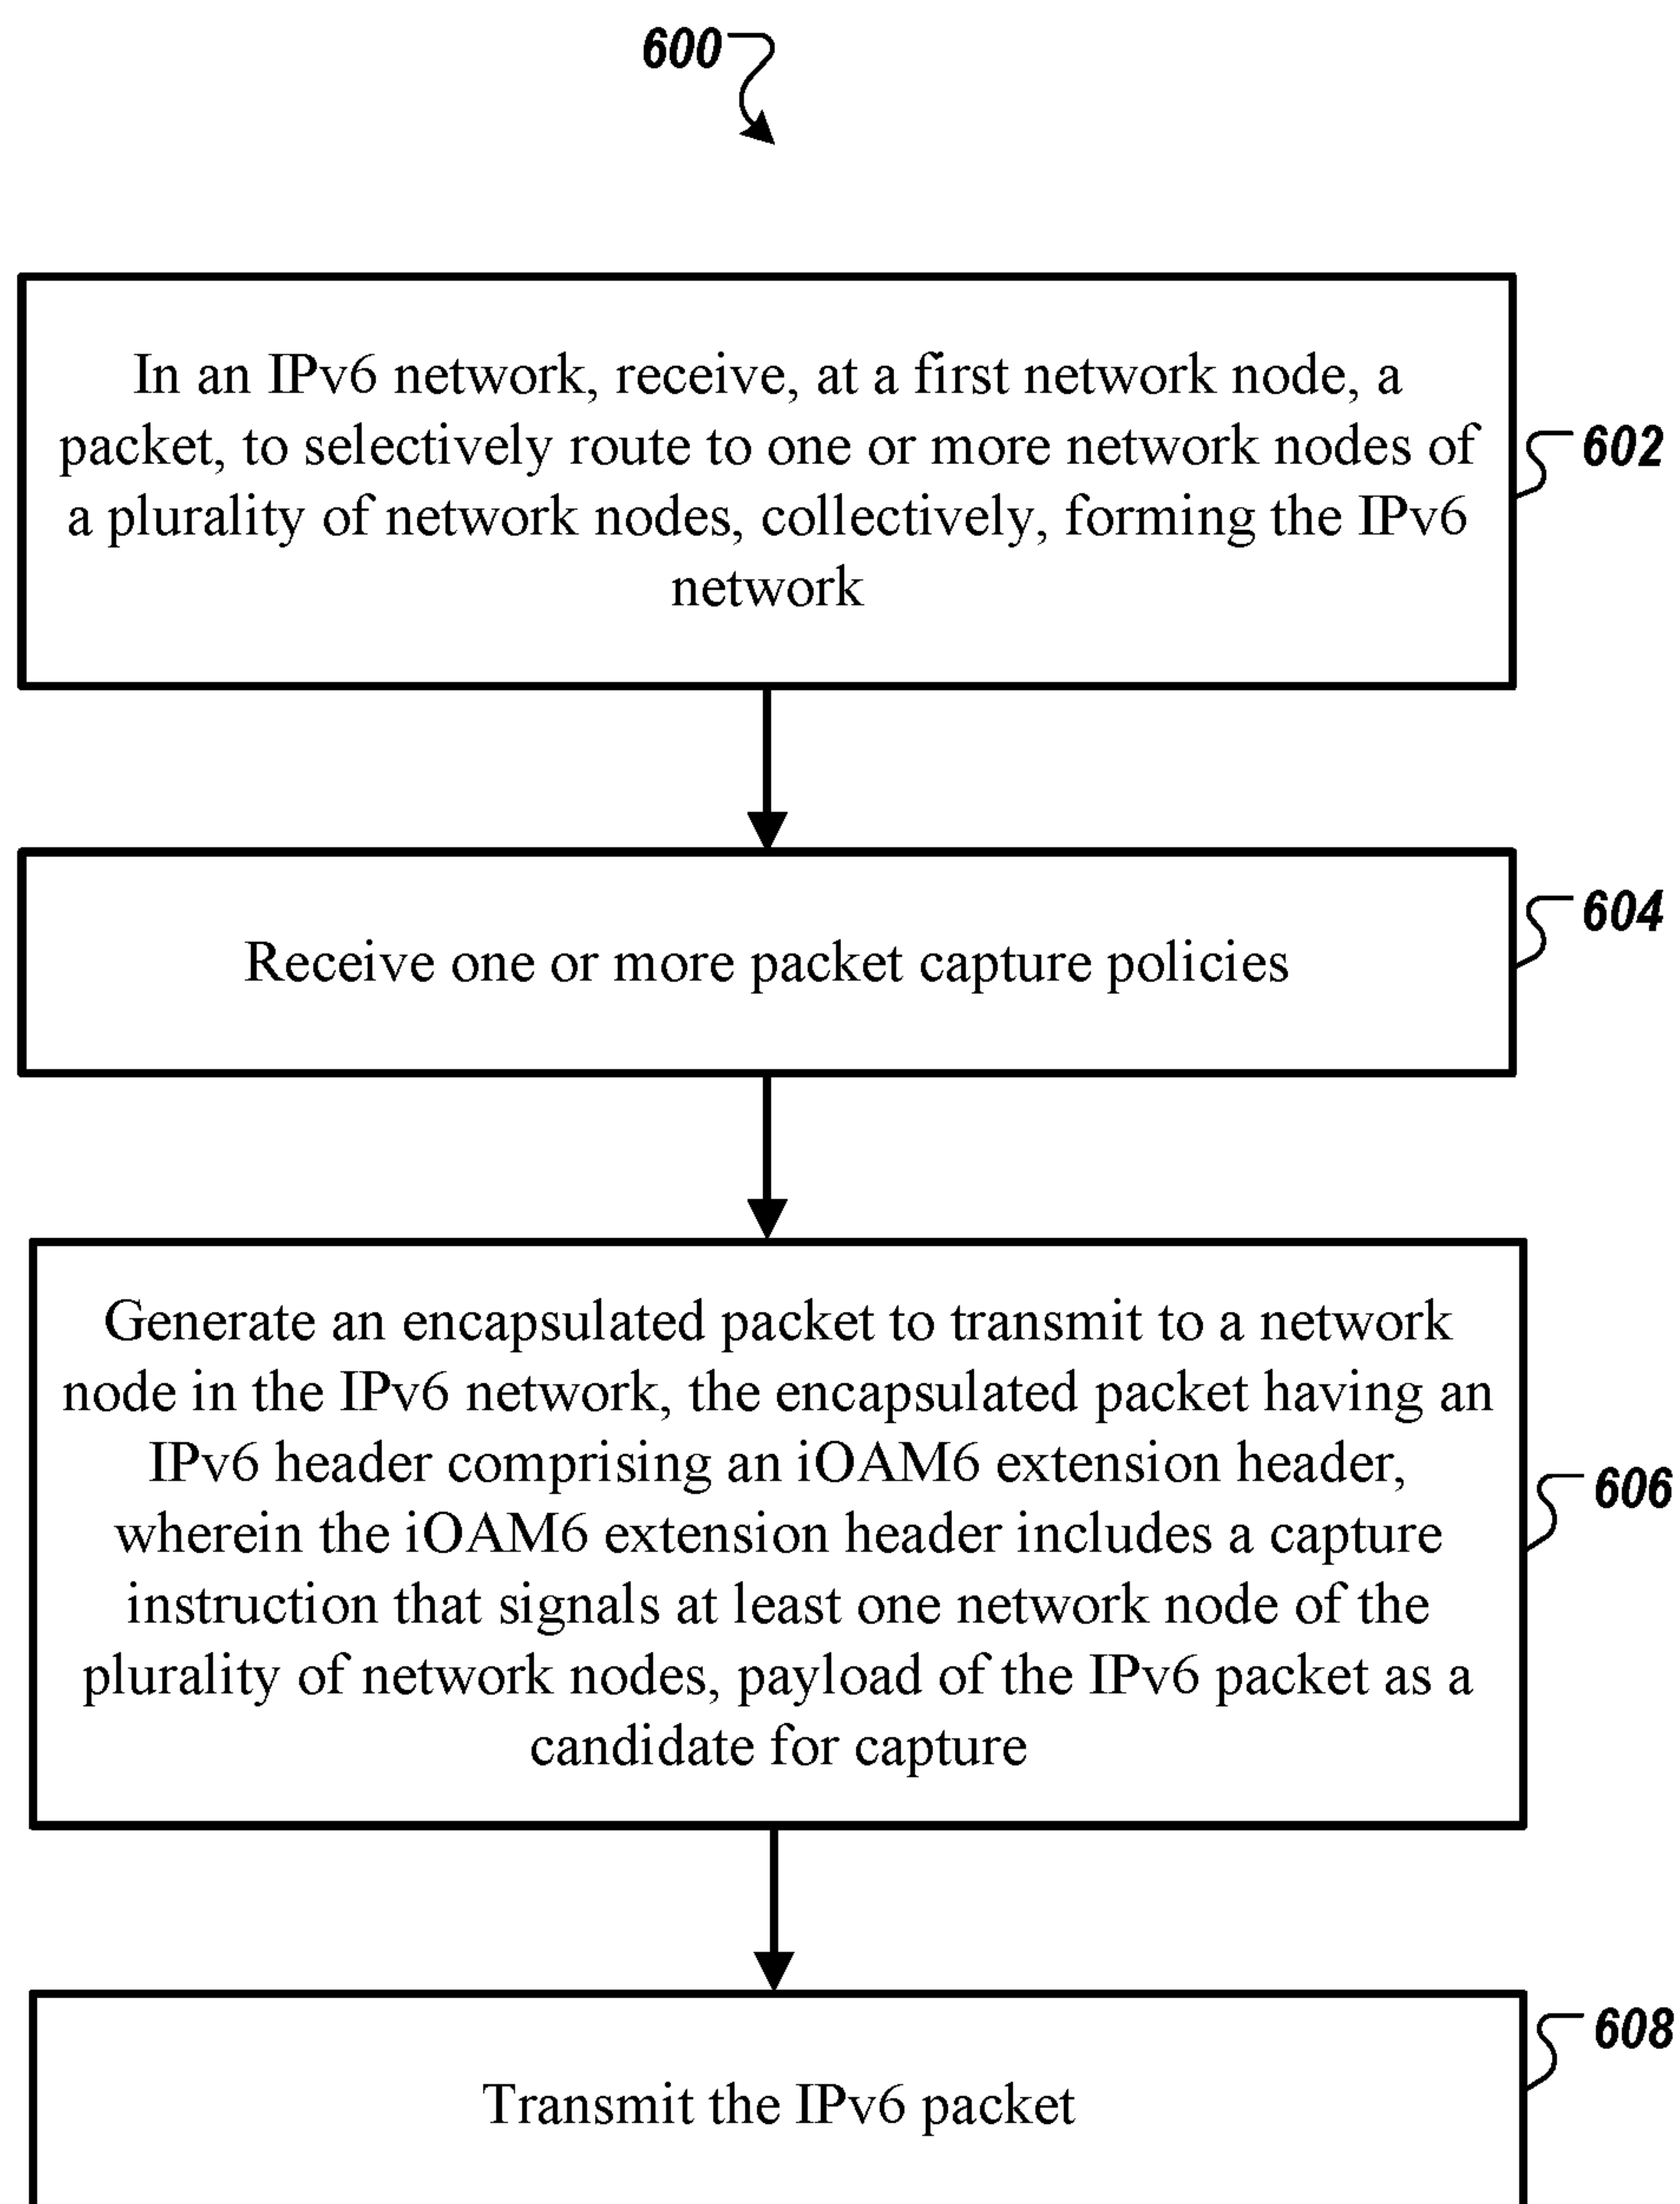 600
In an IPv6 network, receive, at a first network node, a
packet, to selectively route to one or more network nodes of
a plurality of network nodes, collectively, forming the IPv6
network
602
Receive one or more packet capture policies
604
Generate an encapsulated packet to transmit to a network
node in the IPv6 network, the encapsulated packet having an
IPv6 header comprising an iOAM6 extension header,
wherein the iOAM6 extension header includes a capture
instruction that signals at least one network node of the
plurality of network nodes, payload of the IPv6 packet as a
candidate for capture
606
Transmit the IPv6 packet
608